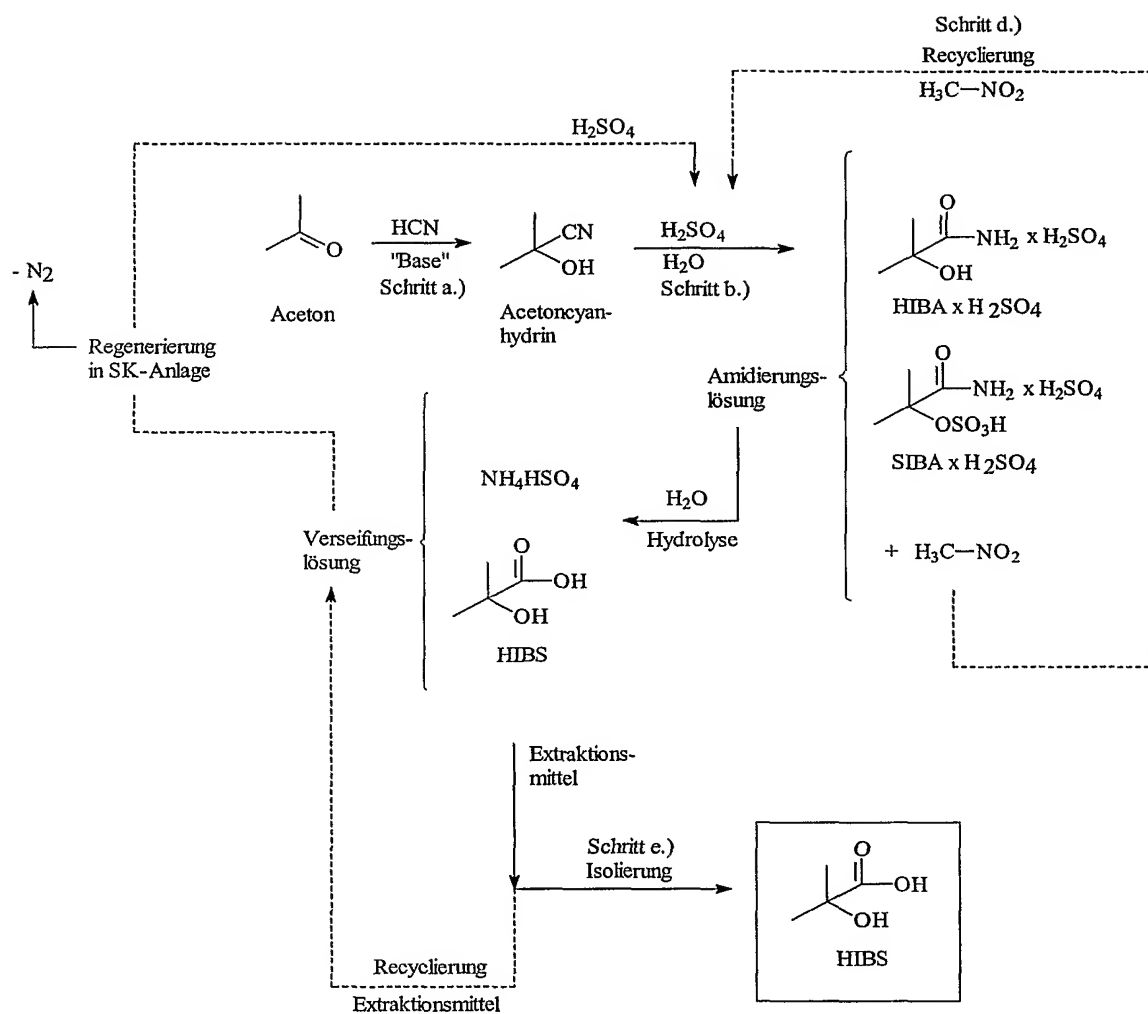 Schritt d.)
Recyclierung
H₃C—NO₂
H₂SO₄
HCN
"Base"
Schritt a.)
O
Aceton
CN
OH
Acetoncyan-
hydrin
H₂SO₄
H₂O
Schritt b.)
O
NH₂ x H₂SO₄
OH
HIBA x H₂SO₄
- N₂
Regenerierung
in SK-Anlage
Amidierungs-
lösung
O
NH₂ x H₂SO₄
OSO₃H
SIBA x H₂SO₄
+ H₃C—NO₂
H₂O
Hydrolyse
Verseifungs-
lösung
NH₄HSO₄
O
OH
OH
HIBS
Extraktions-
mittel
Schritt e.)
Isolierung
O
OH
OH
HIBS
Recyclierung
Extraktionsmittel